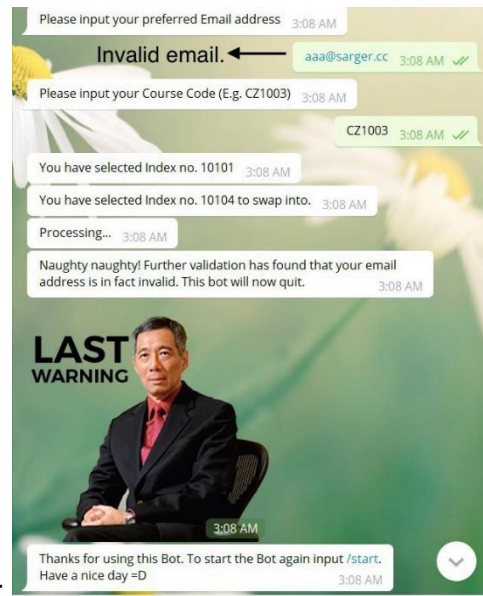 Please input your preferred Email address 3:08 AM
Invalid email.
aaa@sarger.cc 3:08 AM
Please input your Course Code (E.g. CZ1003) 3:08 AM
CZ1003 3:08 AM
You have selected Index no. 10101 3:08 AM
You have selected Index no. 10104 to swap into. 3:08 AM
Processing... 3:08 AM
Naughty naughty! Further validation has found that your email
address is in fact invalid. This bot will now quit. 3:08 AM
LAST
WARNING
3:08 AM
Thanks for using this Bot. To start the Bot again input /start.
Have a nice day =D 3:08 AM